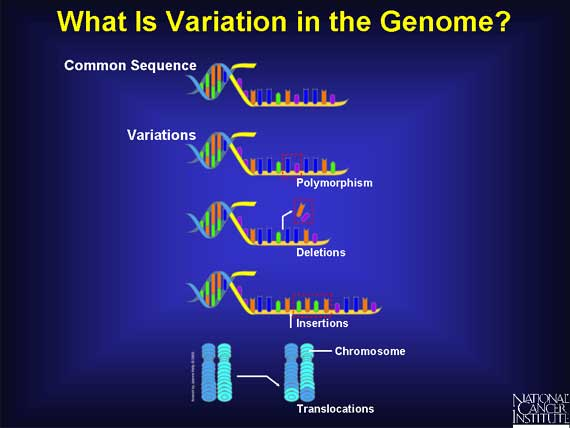 What Is Variation in the Genome?
Common Sequence
Variations
Polymorphism
Deletions
Insertions
Chromosome
Translocations
NATIONAL
CANCER
INSTITUTE